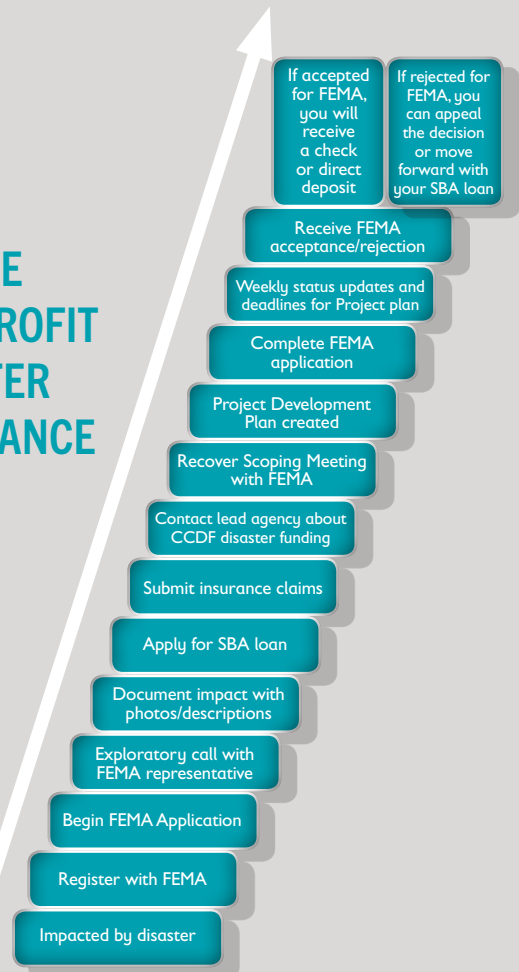 If accepted
for FEMA,
you will
receive
a check
or direct
deposit
If rejected for
FEMA, you
can appeal
the decision
or move
forward with
your SBA loan
Receive FEMA
acceptance/rejection
Weekly status updates and
deadlines for Project plan
Complete FEMA
application
Project Development
Plan created
Recover Scoping Meeting
with FEMA
Contact lead agency about
CCDF disaster funding
Submit insurance claims
Apply for SBA loan
Document impact with
photos/descriptions
Exploratory call with
FEMA representative
Begin FEMA Application
Register with FEMA
Impacted by disaster
E
ROFIT
TER
ANCE